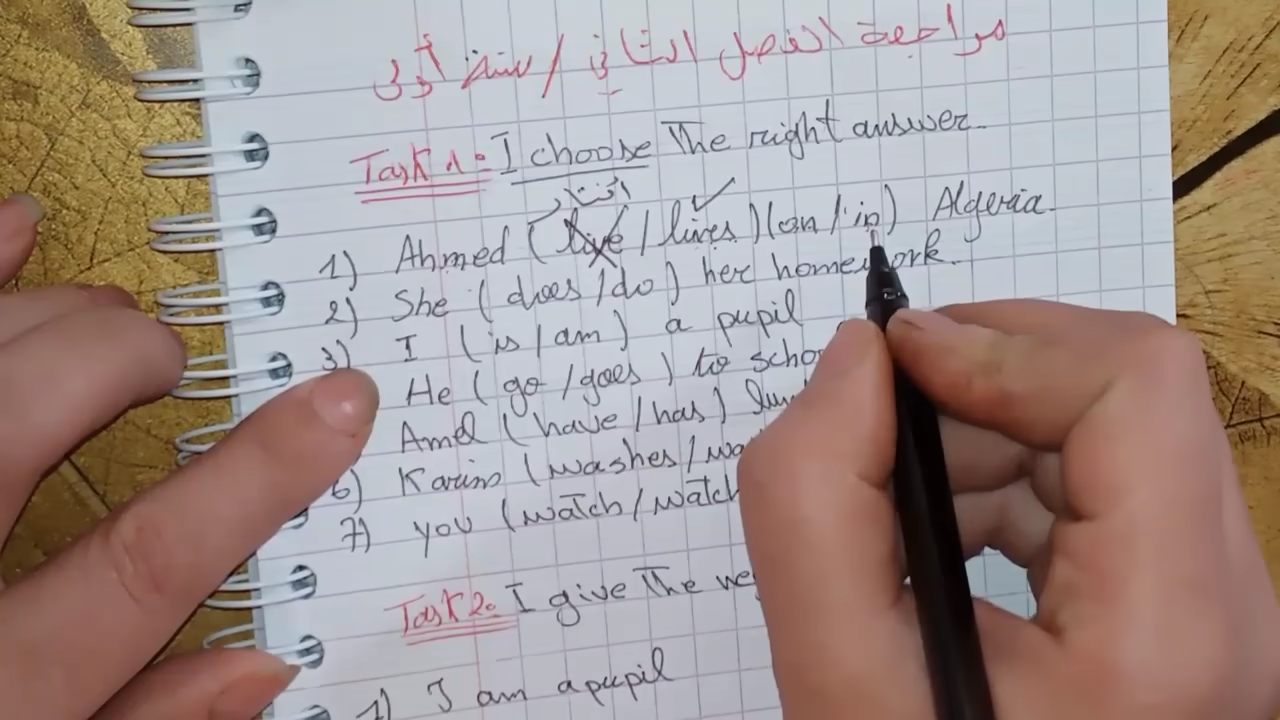 مراجعة الفصل الثاني / سنة أولى
Task 1: I choose the right answer.
اختار
1) Ahmed (live / lives) (on / in) Algeria.
2) She (does / do) her homework.
3) I (is / am) a pupil
He (go / goes) to
Amel (have / has)
6) Karim (washes /
7) you (watch /
Task 2: I give the
1) I am a pupil